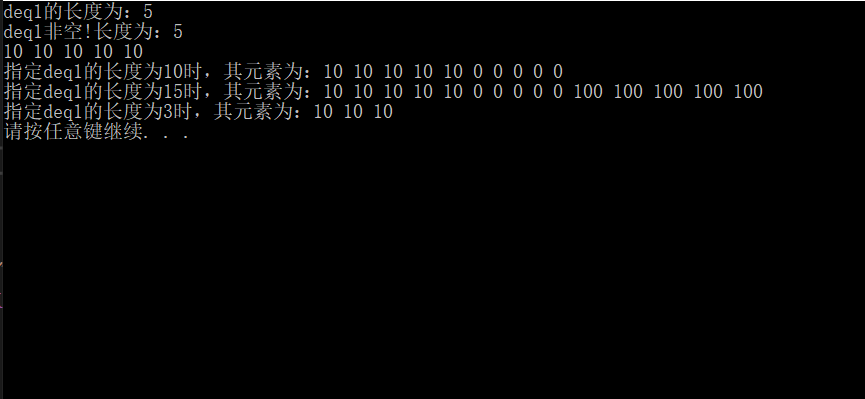 deq1的长度为：5
deq1非空!长度为：5
10 10 10 10 10
指定deq1的长度为10时，其元素为：10 10 10 10 10 0 0 0 0 0
指定deq1的长度为15时，其元素为：10 10 10 10 10 0 0 0 0 0 100 100 100 100 100
指定deq1的长度为3时，其元素为：10 10 10
请按任意键继续. . .